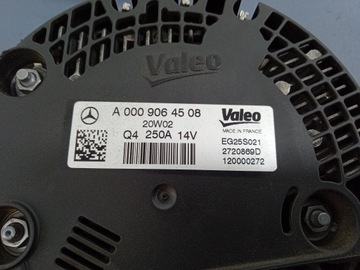 Valeo
A 000 906 45 08
20W02
Q4 250A 14V
Valeo
MADE IN FRANCE
EG25S021
2720869D
120000272